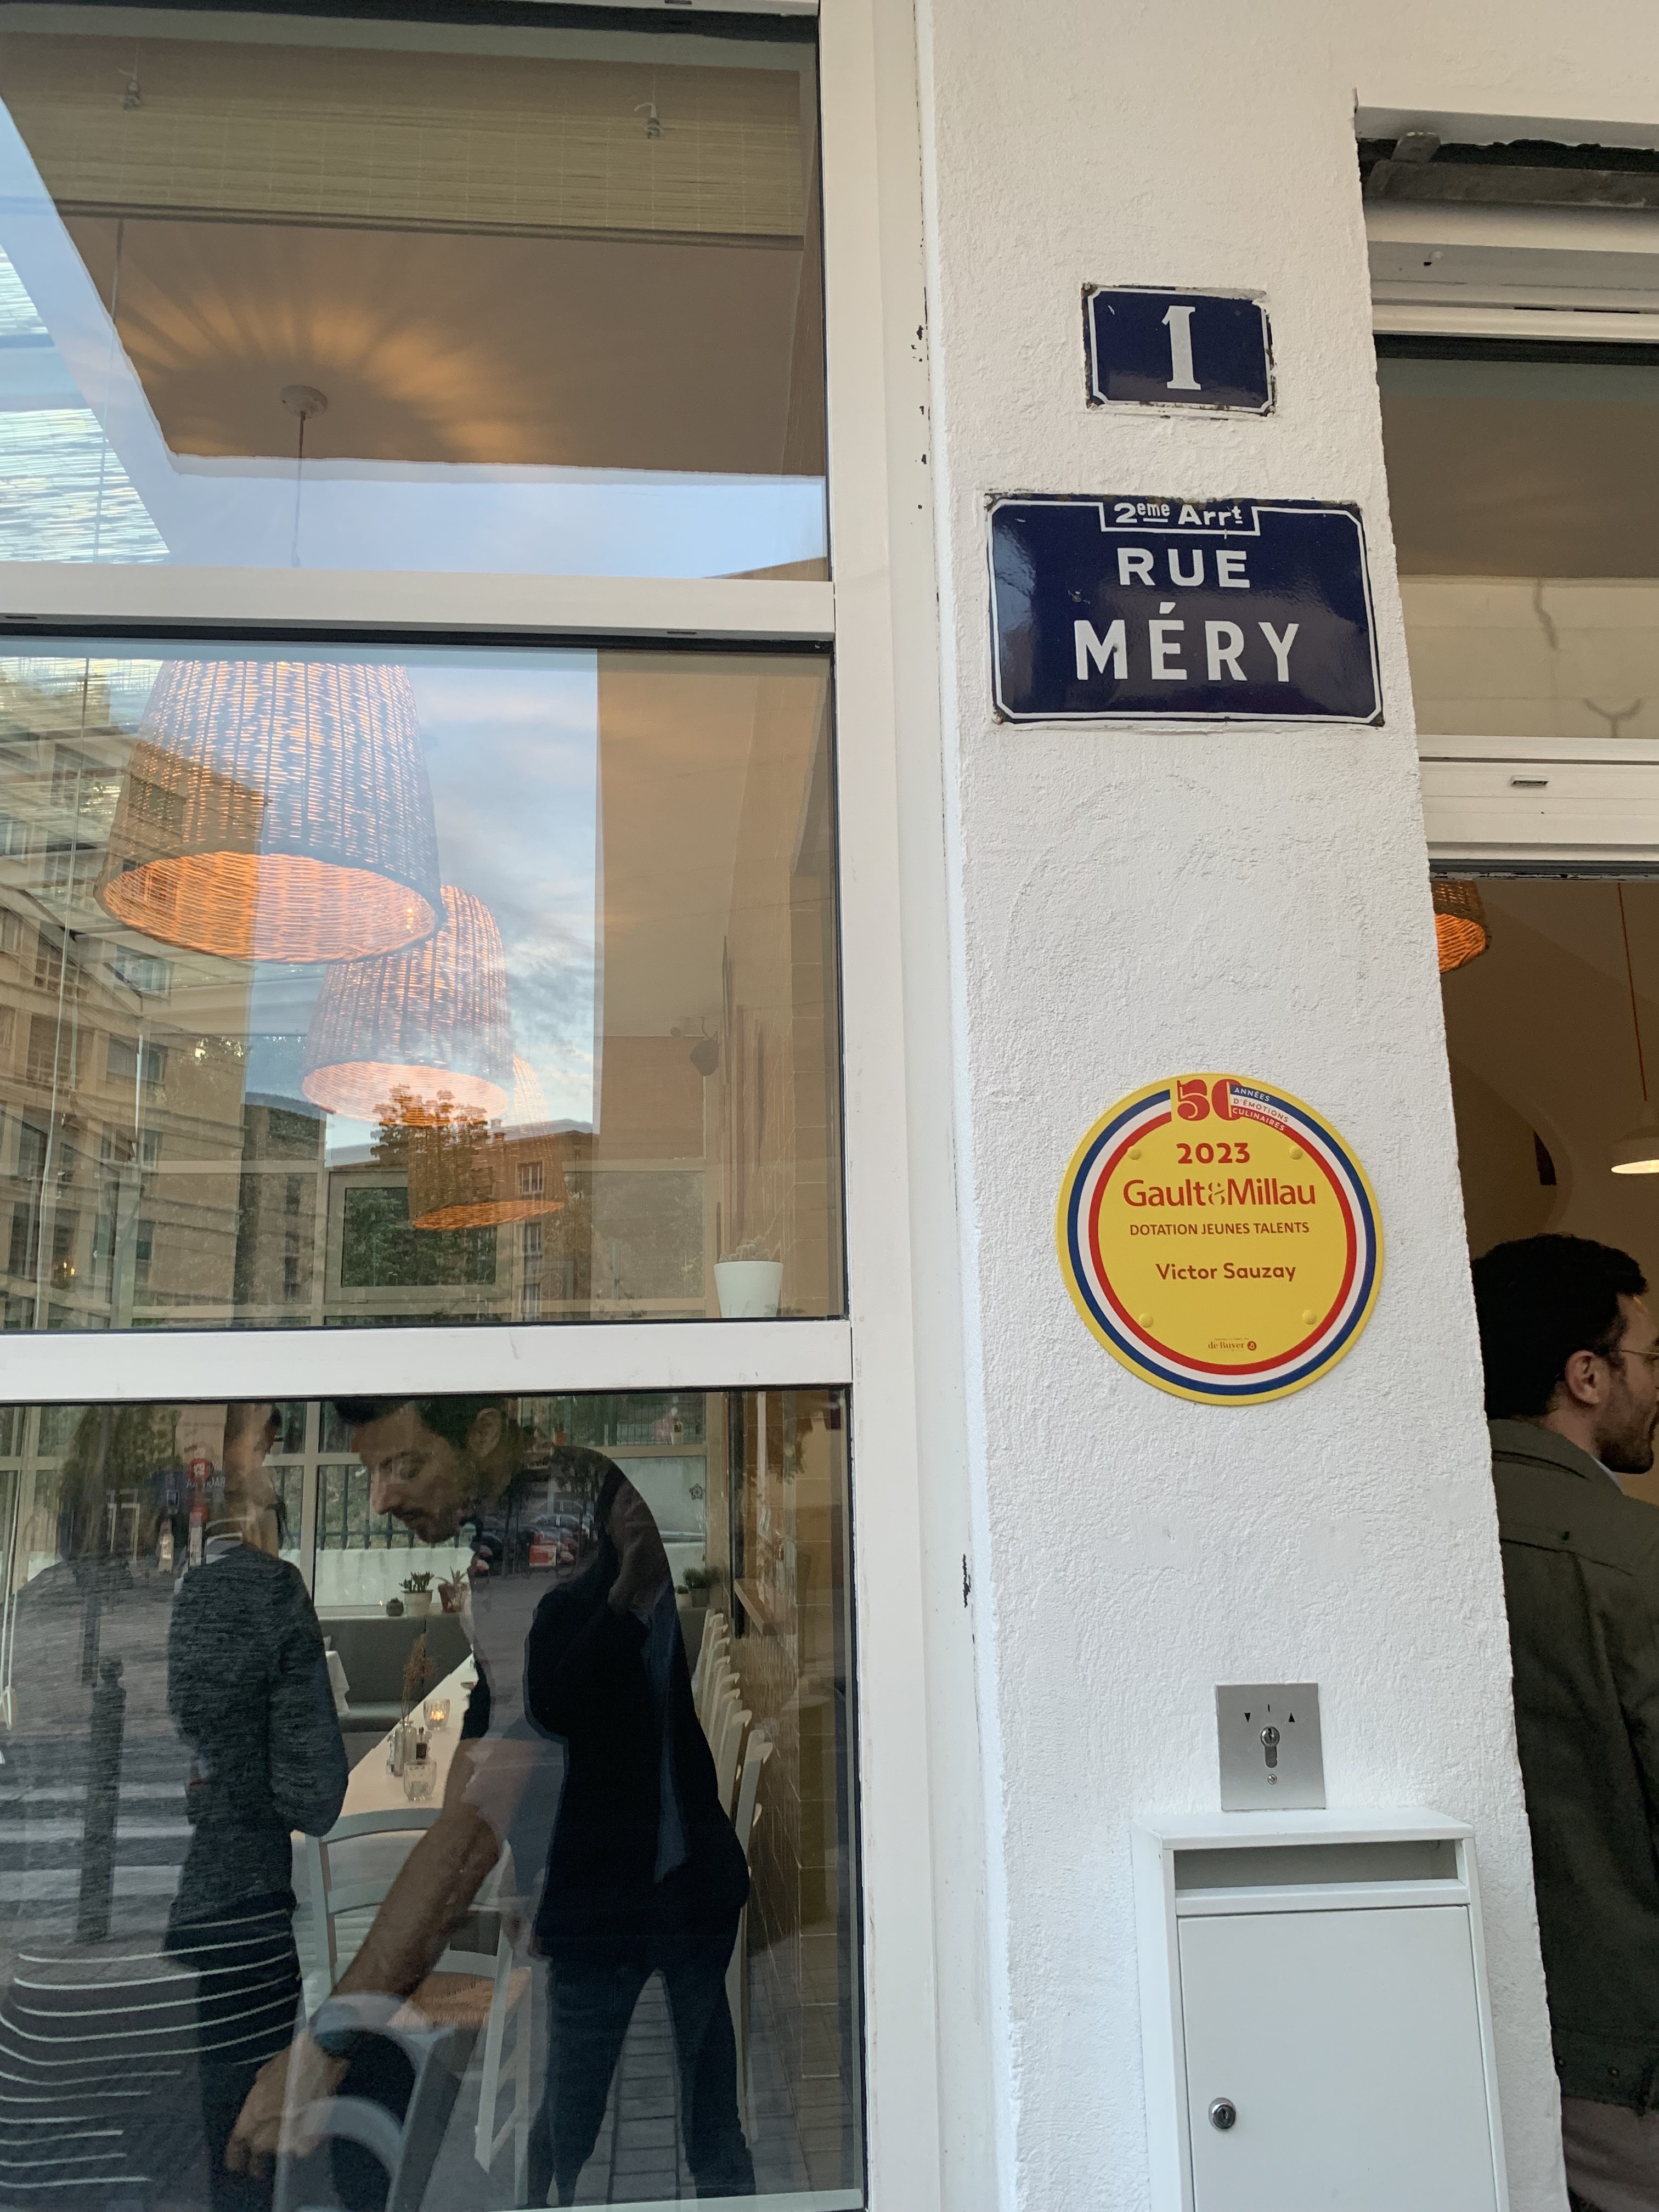 1
2eme Arrt
RUE
MÉRY
50 ANNÉES
D'ÉMOTIONS
CULINAIRES
2023
Gault&Millau
DOTATION JEUNES TALENTS
Victor Sauzay
de Buyer